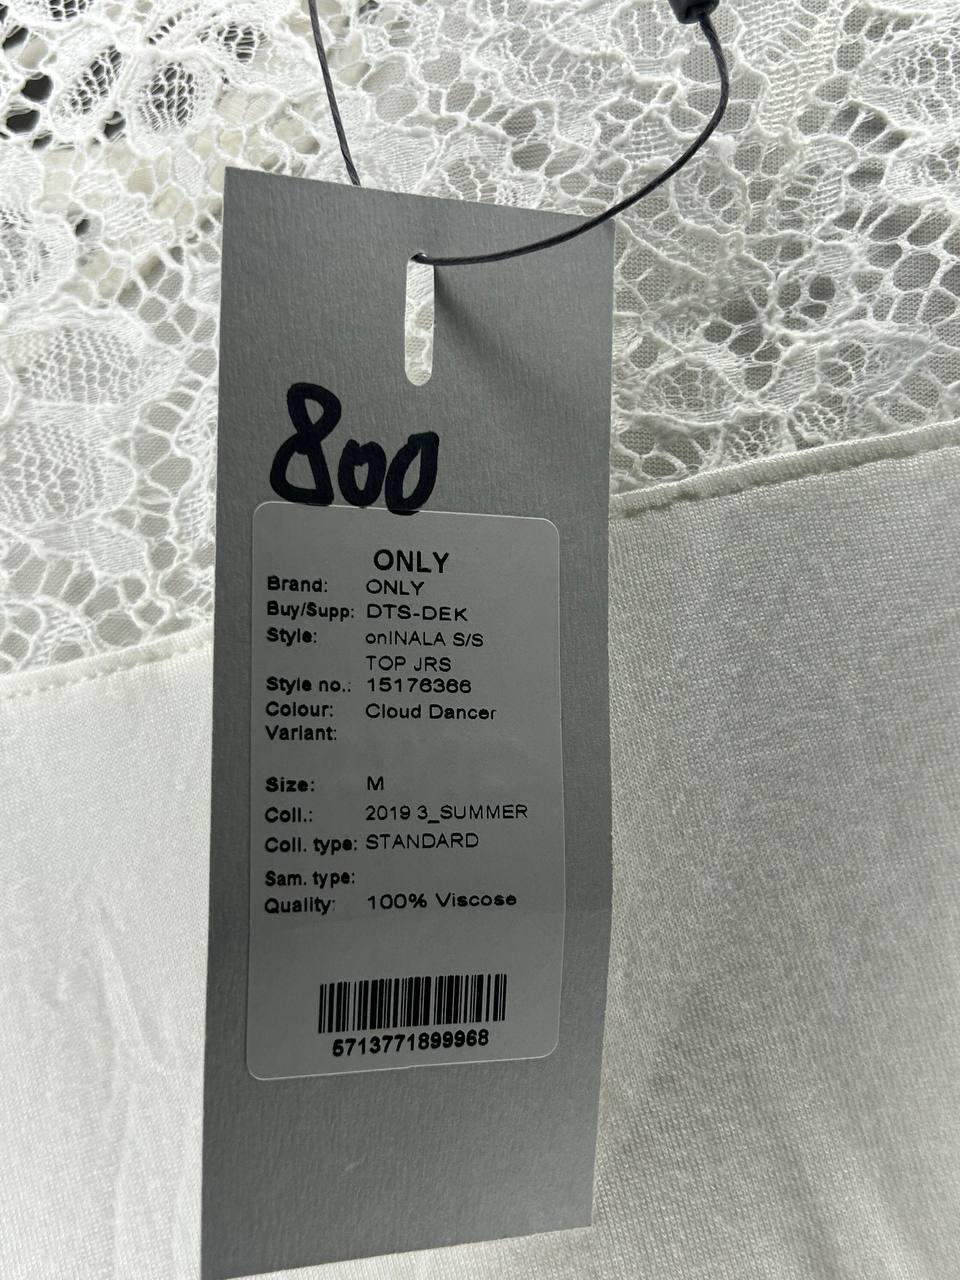 800
ONLY
Brand: ONLY
Buy/Supp: DTS-DEK
Style: onlNALA S/S
TOP JRS
Style no.: 15176366
Colour: Cloud Dancer
Variant:
Size: M
Coll.: 2019 3_SUMMER
Coll. type: STANDARD
Sam. type:
Quality: 100% Viscose
5713771899968